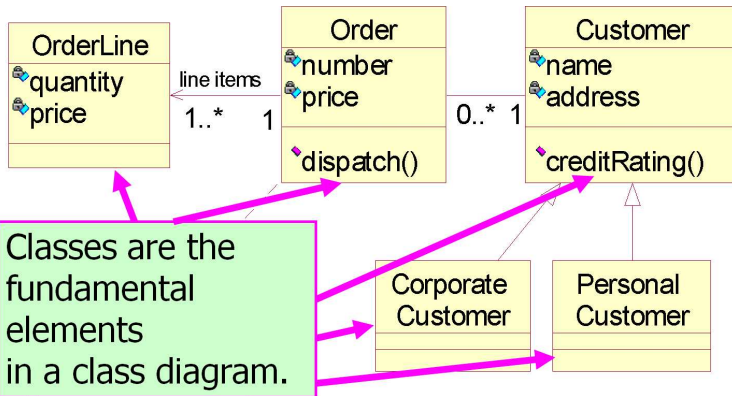 OrderLine
quantity
price
line items
1..*
1
Order
number
price
dispatch()
0..*
1
Customer
name
address
creditRating()
Classes are the
fundamental
elements
in a class diagram.
Corporate
Customer
Personal
Customer